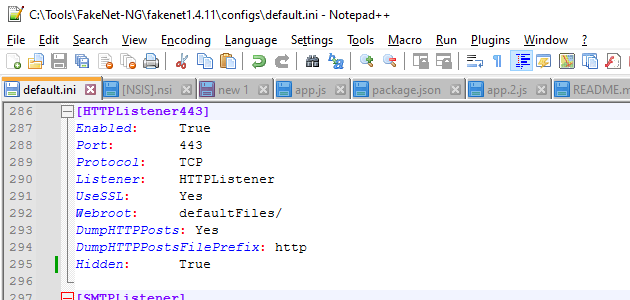 C:\Tools\FakeNet-NG\fakenet1.4.11\configs\default.ini - Notepad++
File Edit Search View Encoding Language Settings Tools Macro Run Plugins Window ?
default.ini [NSIS].nsi new 1 app.js package.json app.2.js README.m
286 [HTTPListener443]
287 Enabled: True
288 Port: 443
289 Protocol: TCP
290 Listener: HTTPListener
291 UseSSL: Yes
292 Webroot: defaultFiles/
293 DumpHTTPPosts: Yes
294 DumpHTTPPostsFilePrefix: http
295 Hidden: True
296
297 [SMTPListener]